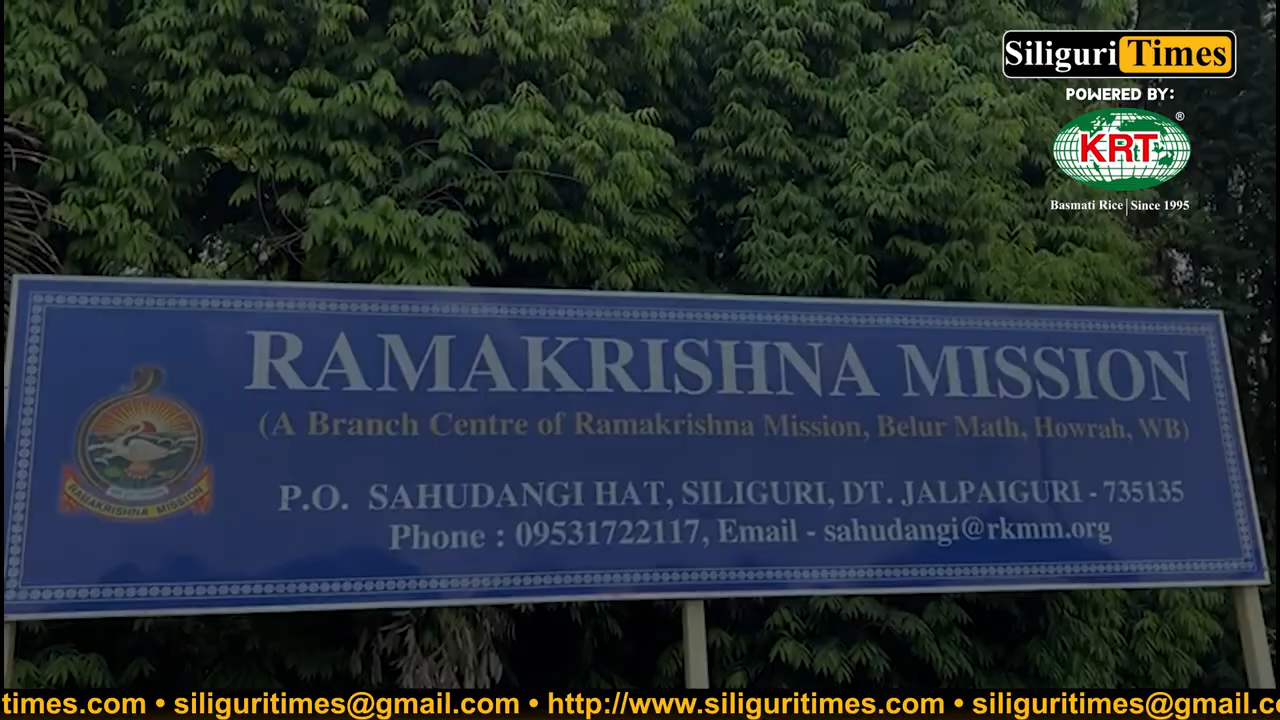 Siliguri Times
POWERED BY:
KRT ®
Basmati Rice | Since 1995
RAMAKRISHNA MISSION
(A Branch Centre of Ramakrishna Mission, Belur Math, Howrah, WB)
P.O. SAHUDANGI HAT, SILIGURI, DT. JALPAIGURI - 735135
Phone : 09531722117, Email - sahudangi@rkmm.org
RAMAKRISHNA MISSION
times.com • siliguritimes@gmail.com • http://www.siliguritimes.com • siliguritimes@gmail.co